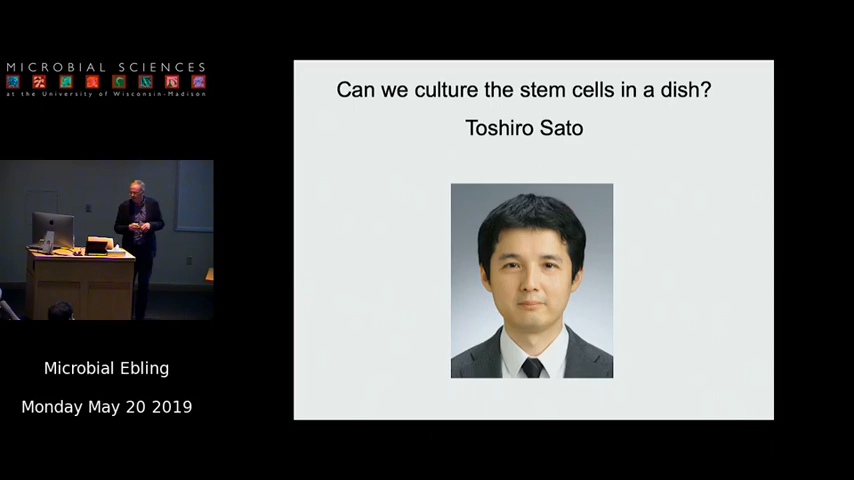 MICROBIAL SCIENCES
at the University of Wisconsin-Madison
Microbial Ebling
Monday May 20 2019
Can we culture the stem cells in a dish?
Toshiro Sato